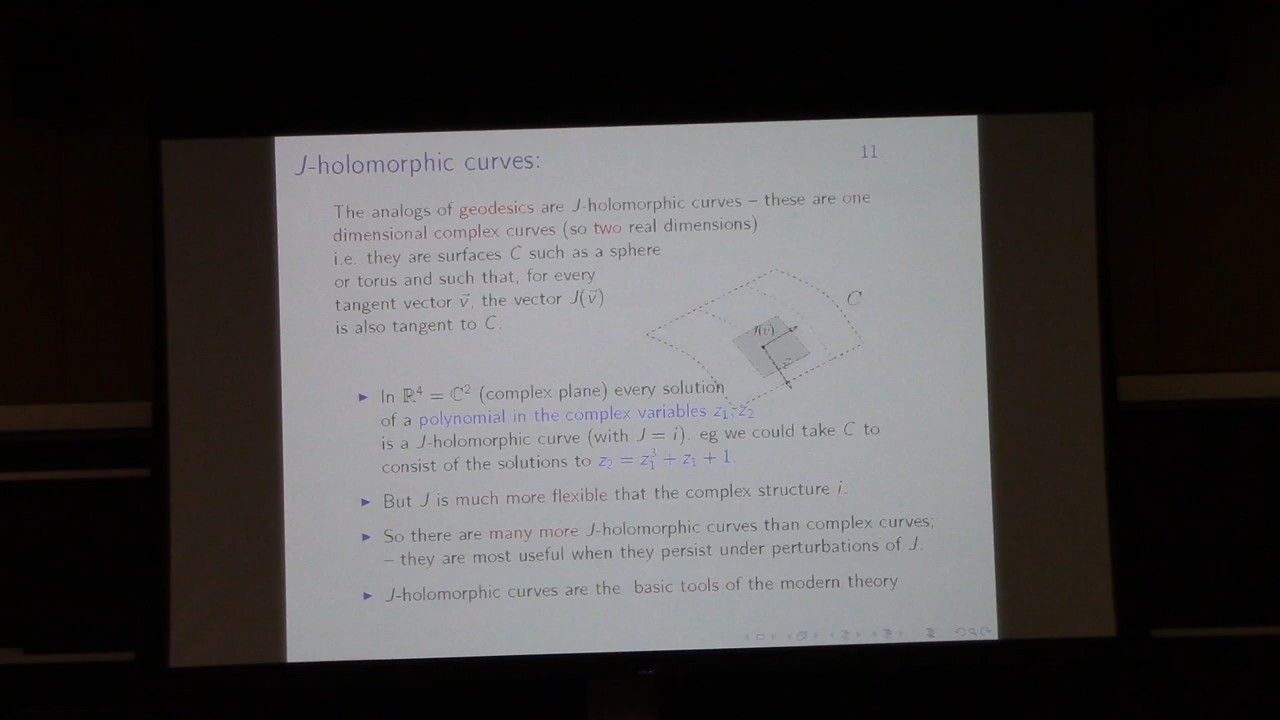 J-holomorphic curves:
11
The analogs of geodesics are J-holomorphic curves – these are one
dimensional complex curves (so two real dimensions)
i.e. they are surfaces C such as a sphere
or torus and such that, for every
tangent vector v⃗, the vector J(v⃗)
is also tangent to C.
C
J(v)
▶ In ℝ⁴ = ℂ² (complex plane) every solution
of a polynomial in the complex variables z₁, z₂
is a J-holomorphic curve (with J = i). eg we could take C to
consist of the solutions to z₂ = z₁³ + z₁ + 1.
▶ But J is much more flexible that the complex structure i.
▶ So there are many more J-holomorphic curves than complex curves;
– they are most useful when they persist under perturbations of J.
▶ J-holomorphic curves are the basic tools of the modern theory